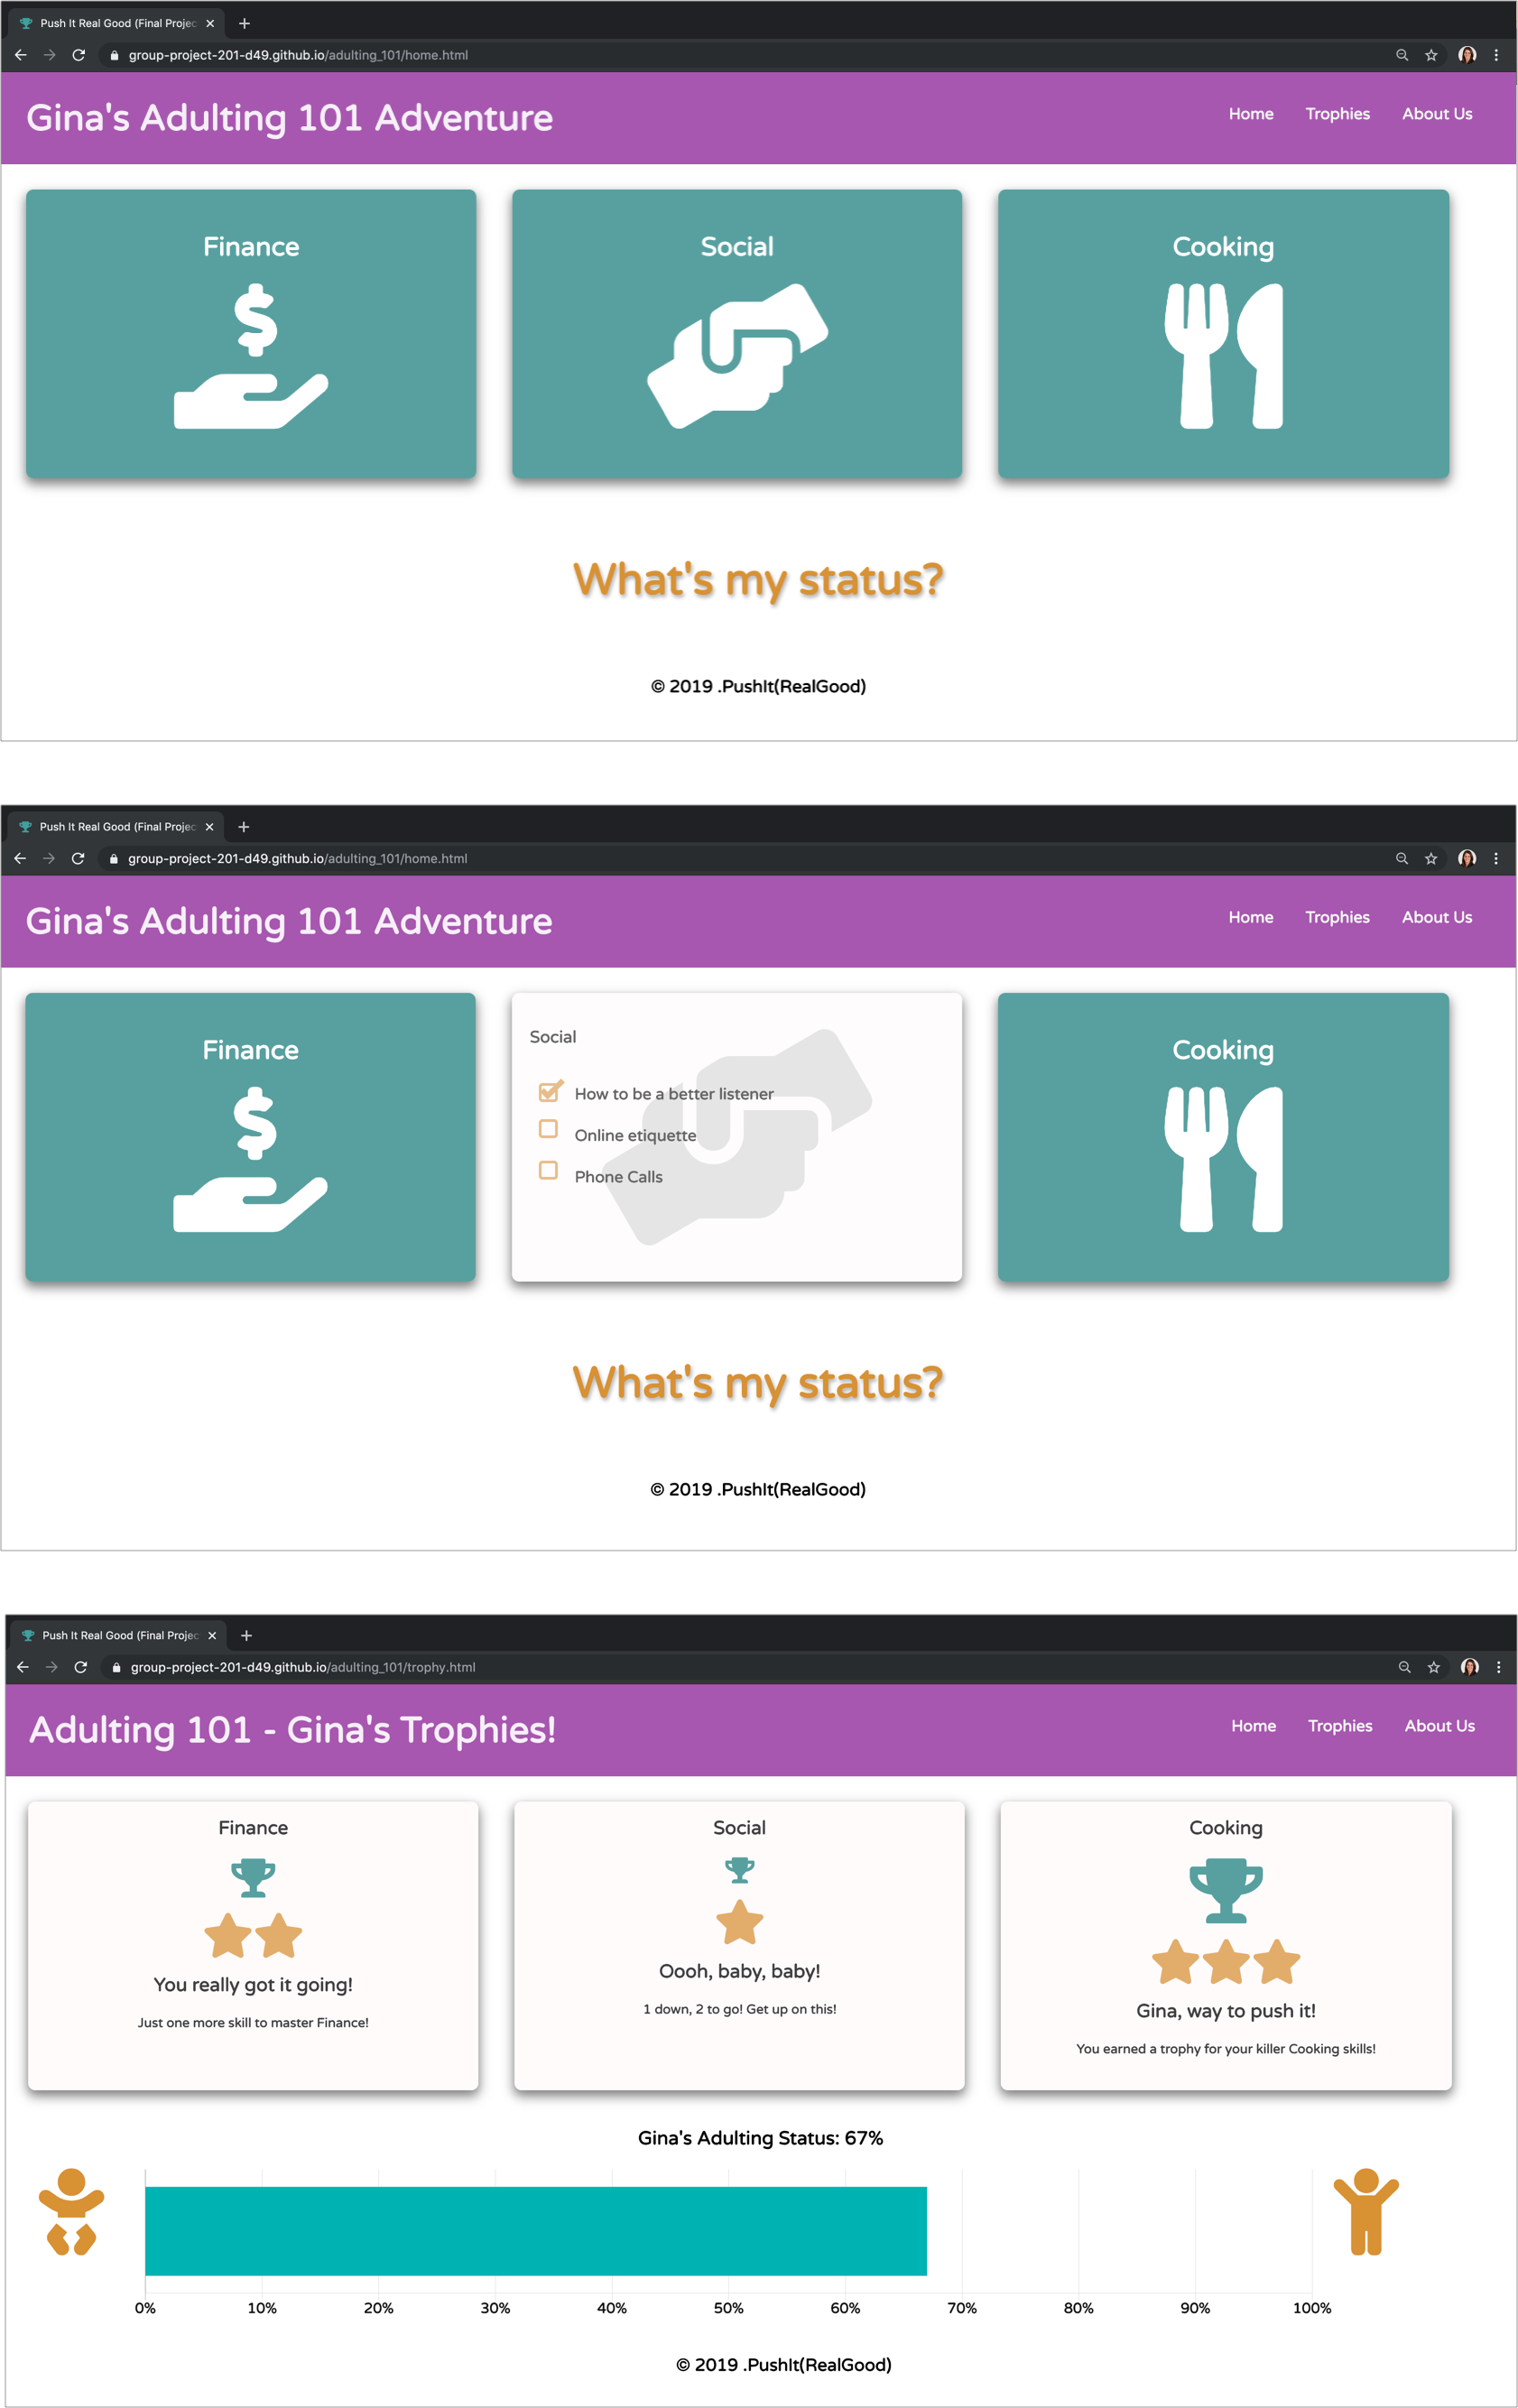 Push It Real Good (Final Projec
group-project-201-d49.github.io/adulting_101/home.html
Gina's Adulting 101 Adventure
Home Trophies About Us
Finance Social Cooking
What's my status?
© 2019 .PushIt(RealGood)
Push It Real Good (Final Projec
group-project-201-d49.github.io/adulting_101/home.html
Gina's Adulting 101 Adventure
Home Trophies About Us
Finance
Social
How to be a better listener
Online etiquette
Phone Calls
Cooking
What's my status?
© 2019 .PushIt(RealGood)
Push It Real Good (Final Projec
group-project-201-d49.github.io/adulting_101/trophy.html
Adulting 101 - Gina's Trophies!
Home Trophies About Us
Finance
You really got it going!
Just one more skill to master Finance!
Social
Oooh, baby, baby!
1 down, 2 to go! Get up on this!
Cooking
Gina, way to push it!
You earned a trophy for your killer Cooking skills!
Gina's Adulting Status: 67%
0% 10% 20% 30% 40% 50% 60% 70% 80% 90% 100%
© 2019 .PushIt(RealGood)